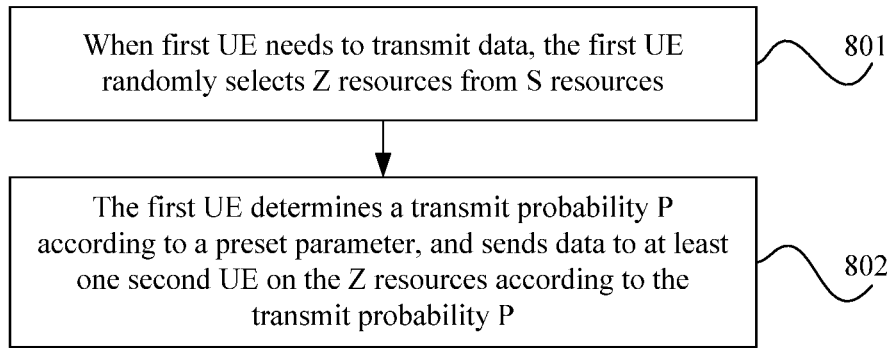 When first UE needs to transmit data, the first UE
randomly selects Z resources from S resources
801
The first UE determines a transmit probability P
according to a preset parameter, and sends data to at least
one second UE on the Z resources according to the
transmit probability P
802